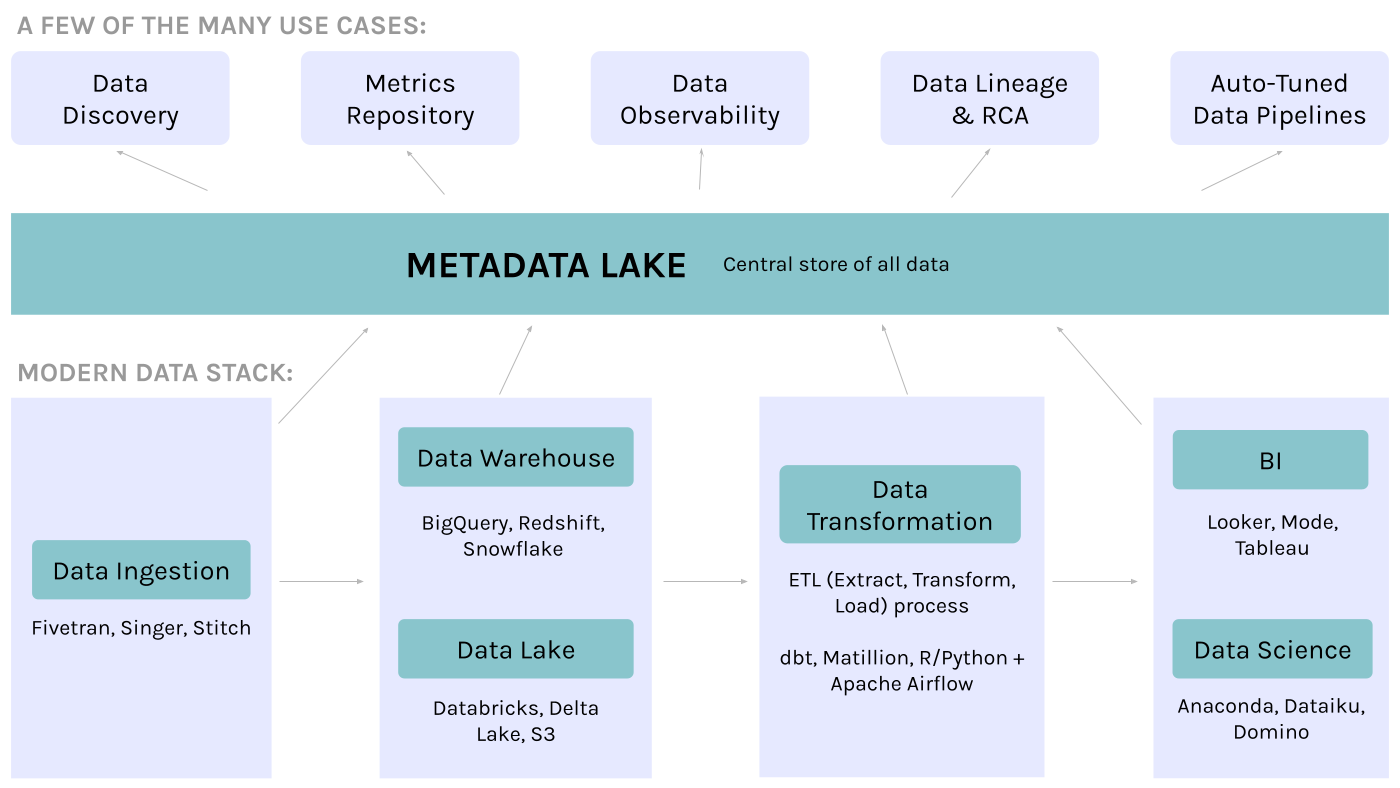 A FEW OF THE MANY USE CASES:
Data
Discovery
Metrics
Repository
Data
Observability
Data Lineage
& RCA
Auto-Tuned
Data Pipelines
METADATA LAKE
Central store of all data
MODERN DATA STACK:
Data Ingestion
Fivetran, Singer, Stitch
Data Warehouse
BigQuery, Redshift,
Snowflake
Data Lake
Databricks, Delta
Lake, S3
Data
Transformation
ETL (Extract, Transform,
Load) process
dbt, Matillion, R/Python +
Apache Airflow
BI
Looker, Mode,
Tableau
Data Science
Anaconda, Dataiku,
Domino